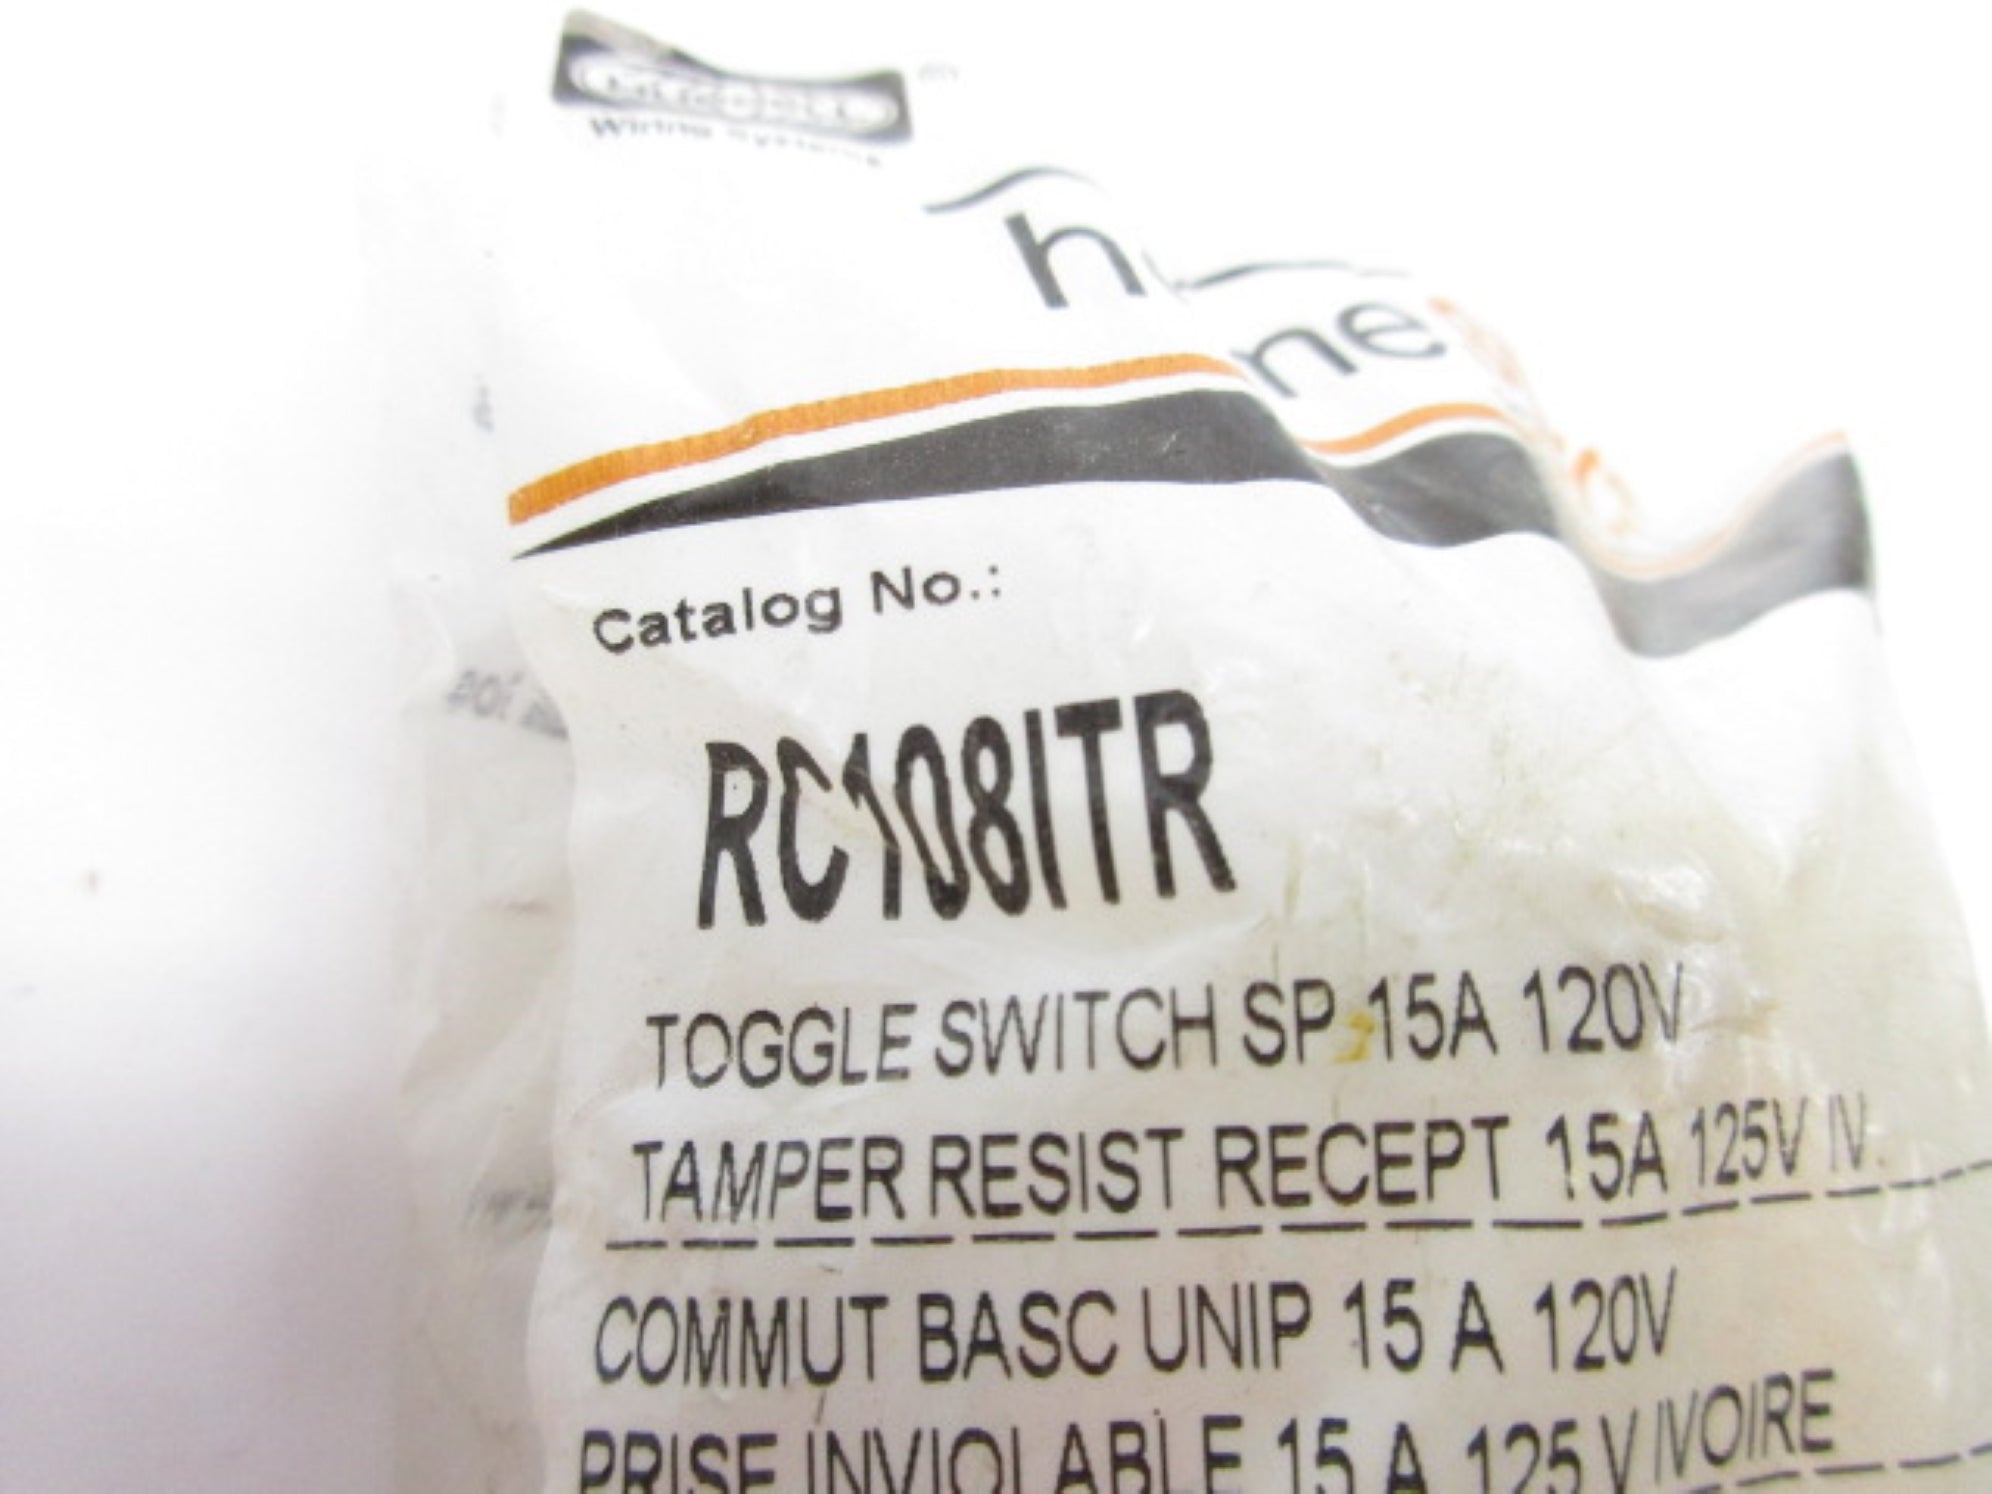 Wiring Systems
Catalog No.:
RC108ITR
TOGGLE SWITCH SP 15A 120V
TAMPER RESIST RECEPT 15A 125V IV.
COMMUT BASC UNIP 15 A 120V
PRISE INVIOLABLE 15 A 125 V IVOIRE